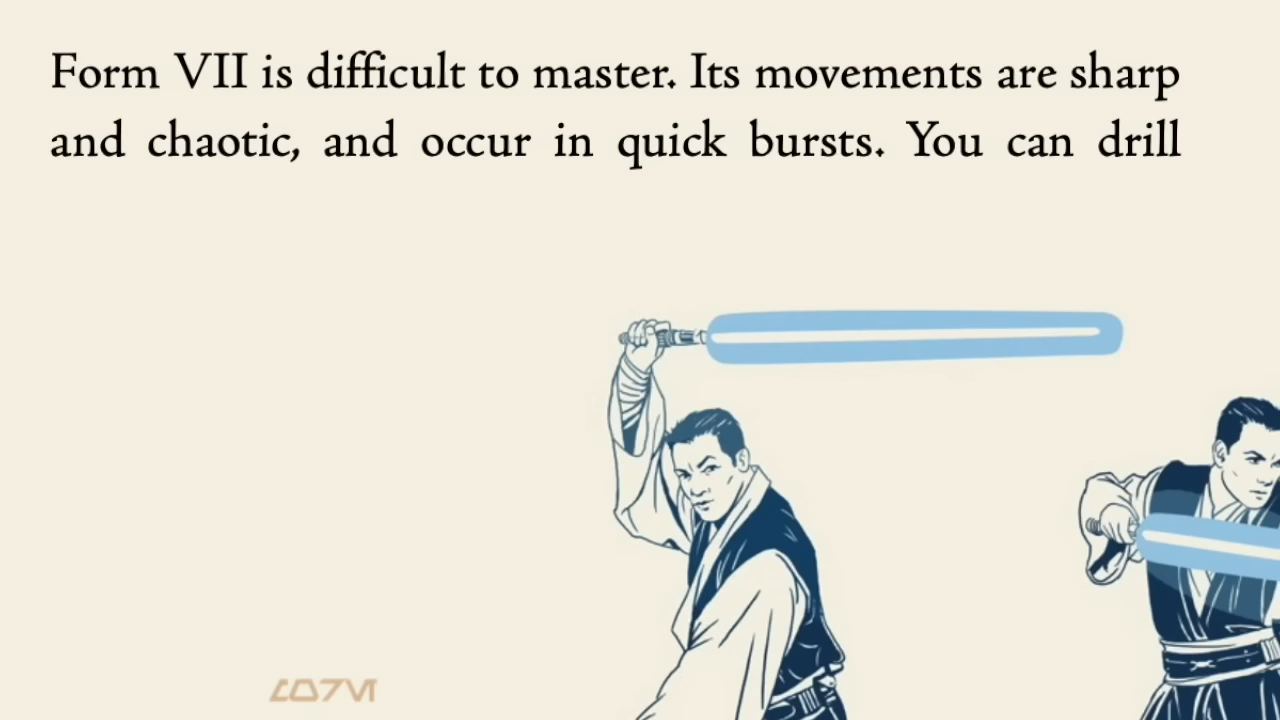 Form VII is difficult to master. Its movements are sharp
and chaotic, and occur in quick bursts. You can drill